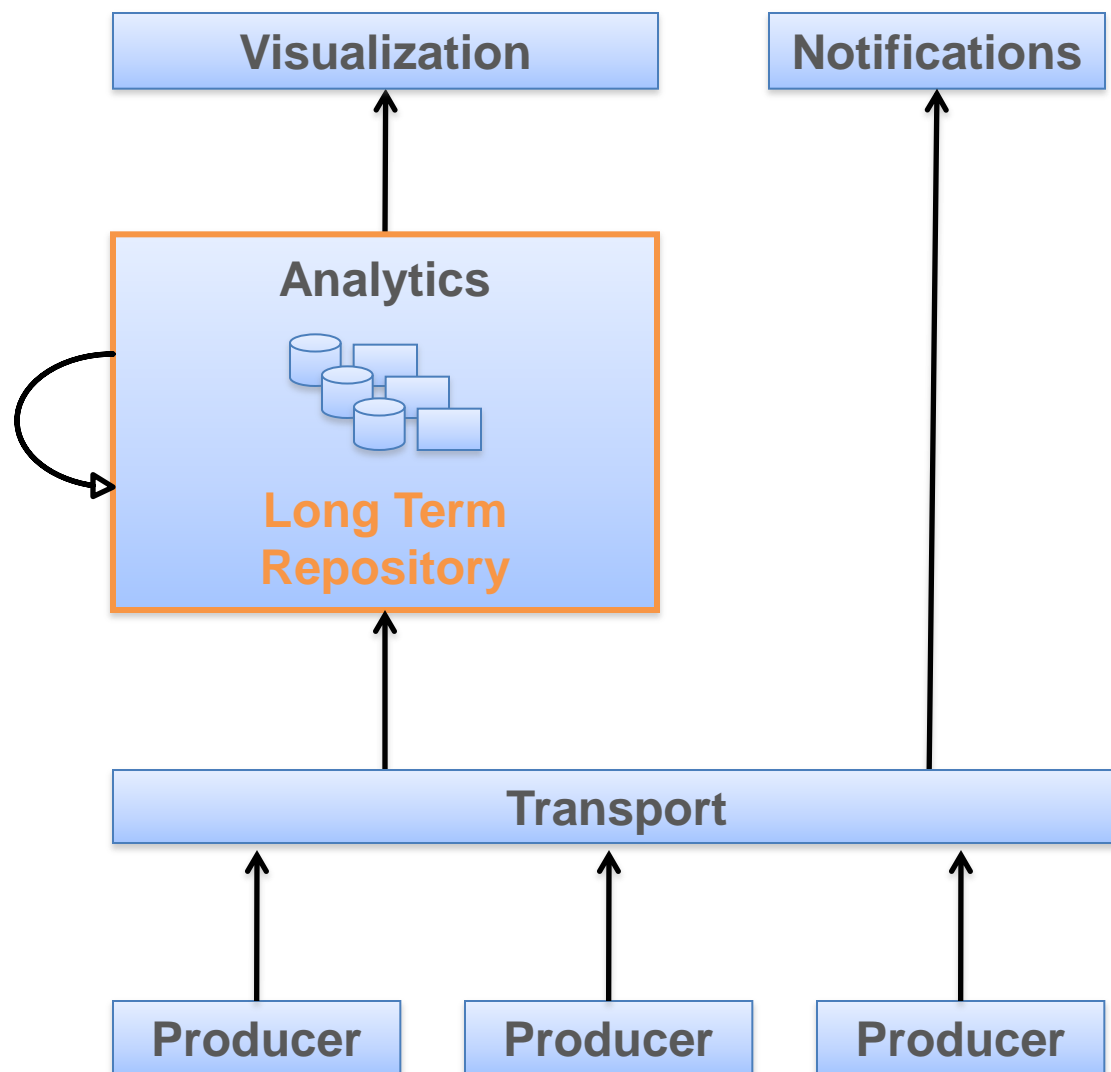 Visualization
Notifications
Analytics
Long Term
Repository
Transport
Producer
Producer
Producer